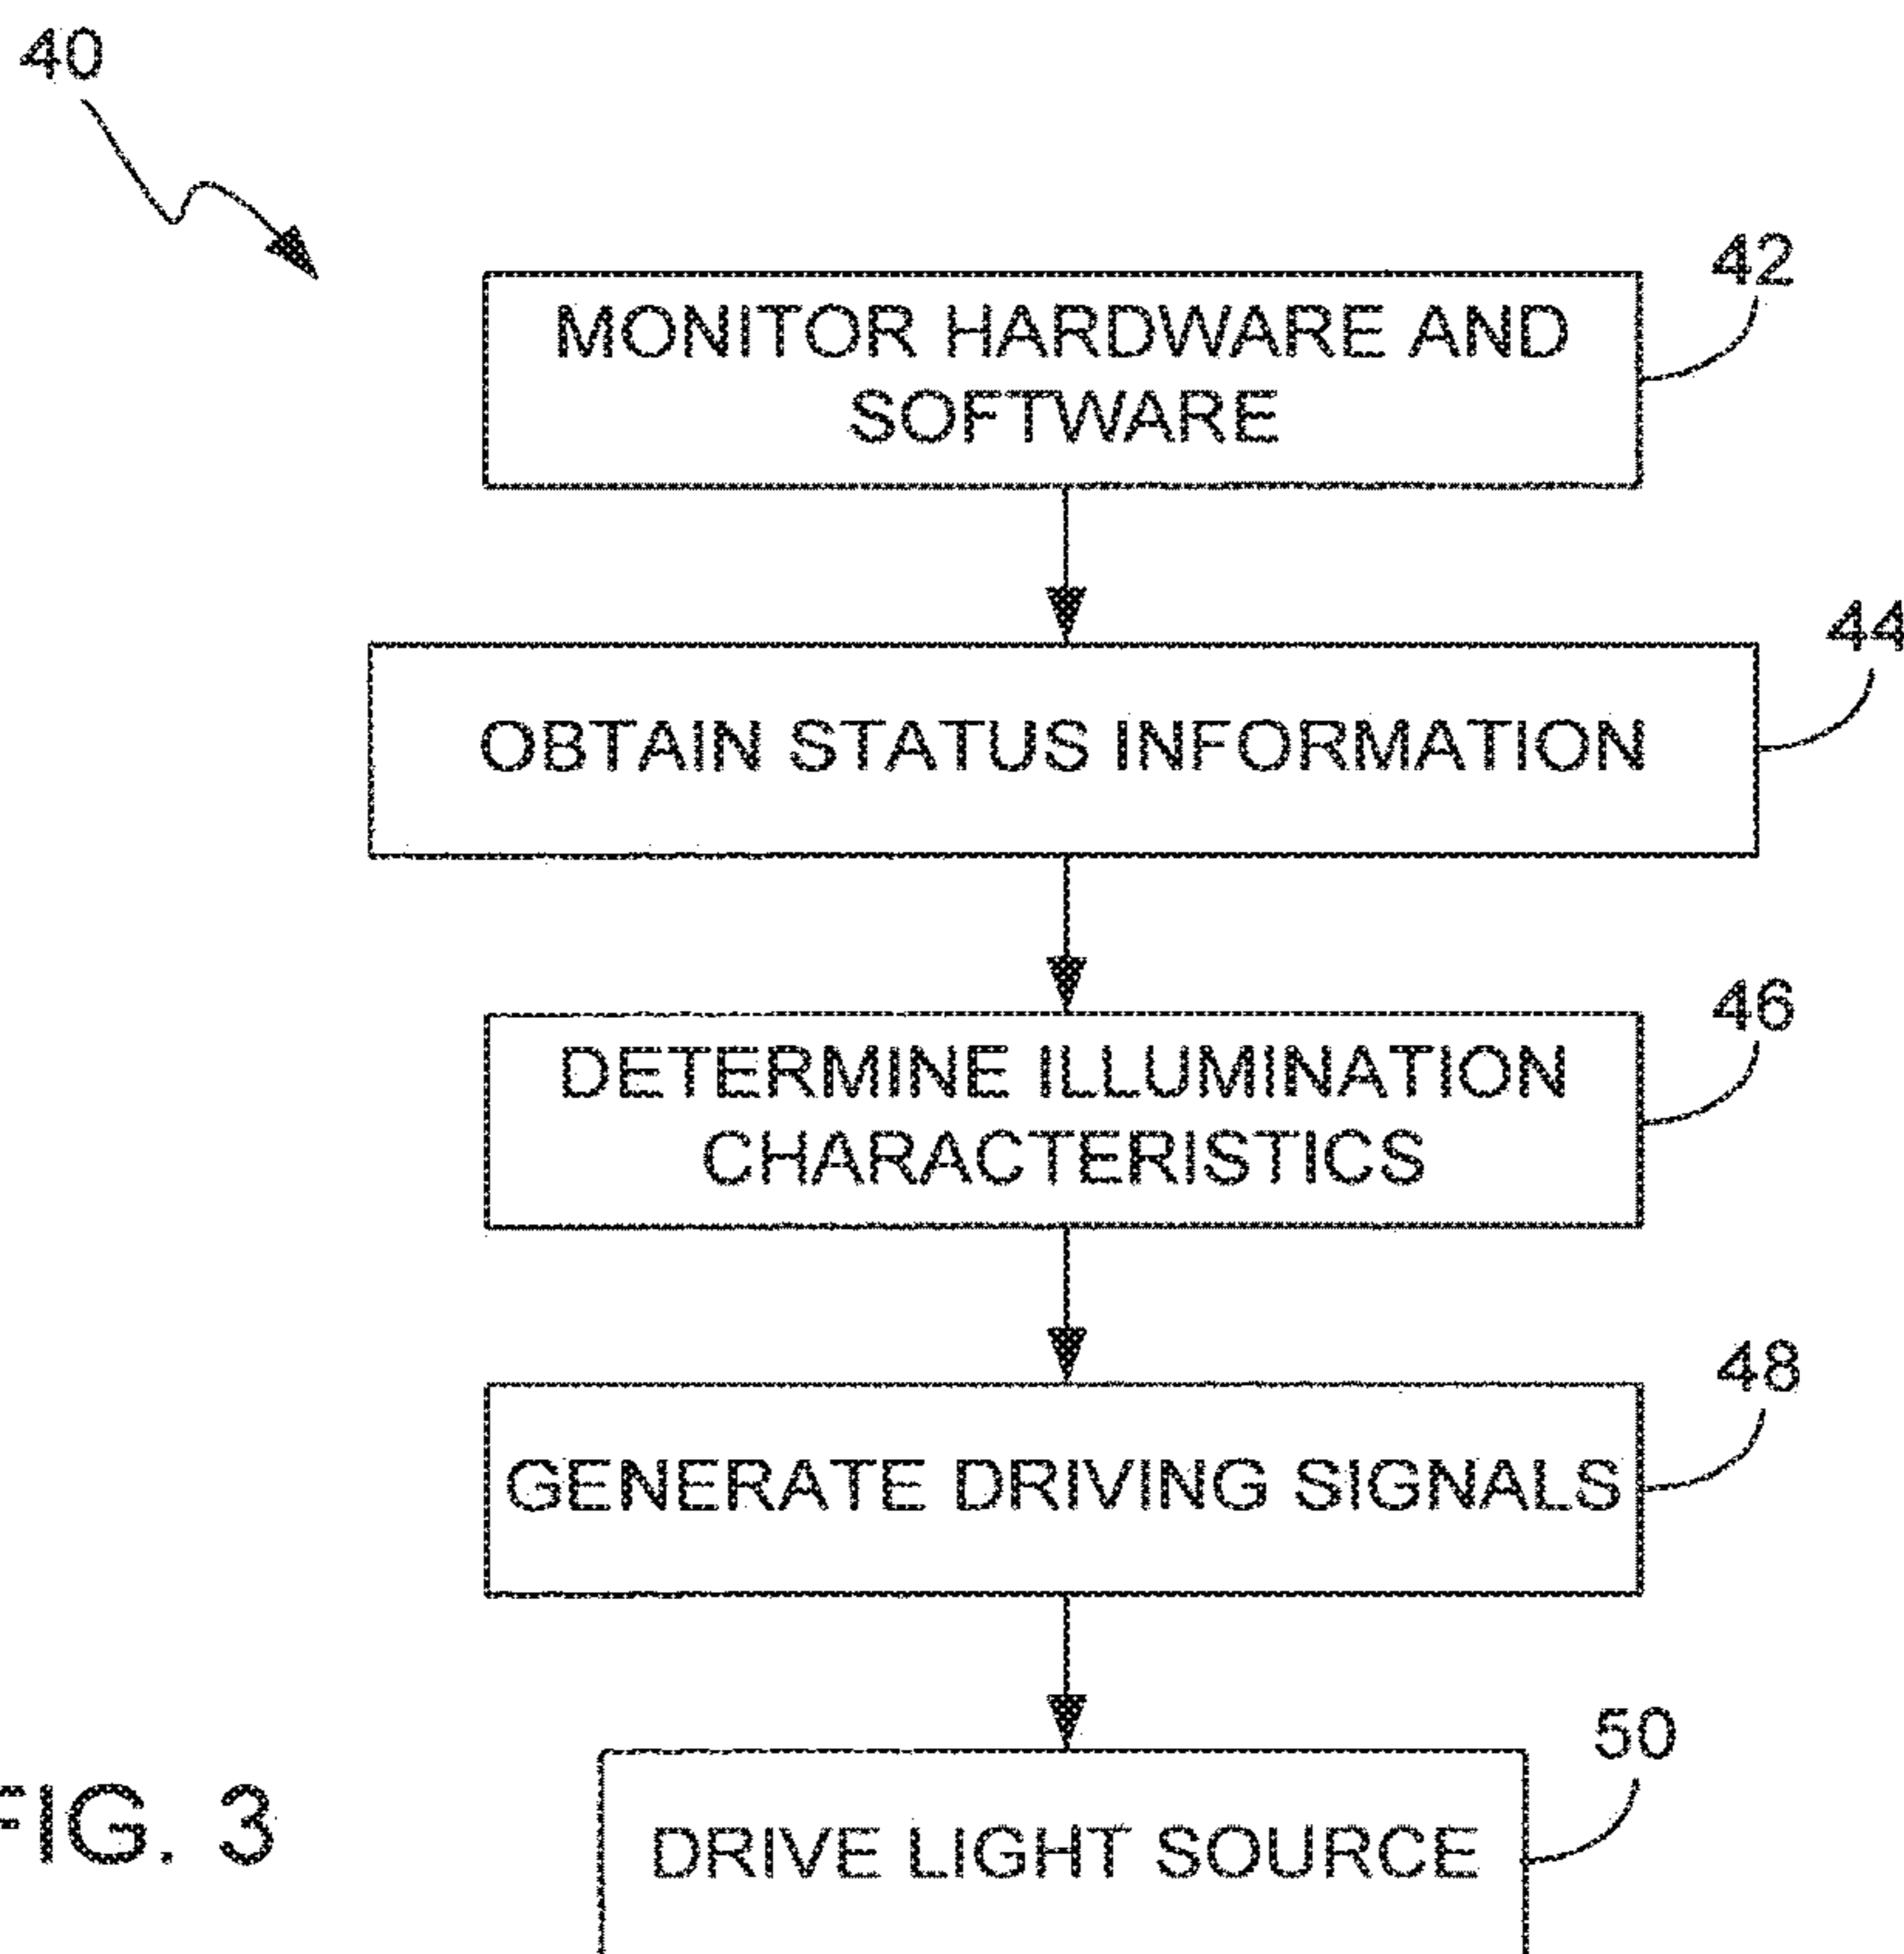 40
42
MONITOR HARDWARE AND
SOFTWARE
44
OBTAIN STATUS INFORMATION
46
DETERMINE ILLUMINATION
CHARACTERISTICS
48
GENERATE DRIVING SIGNALS
50
DRIVE LIGHT SOURCE
FIG. 3